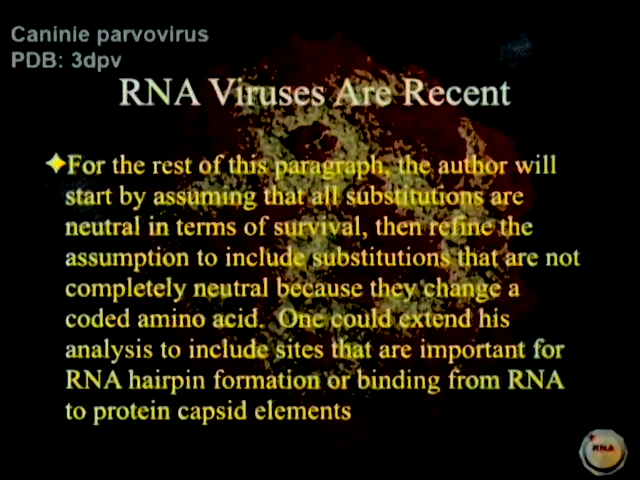 Caninie parvovirus
PDB: 3dpv
RNA Viruses Are Recent
For the rest of this paragraph, the author will
start by assuming that all substitutions are
neutral in terms of survival, then refine the
assumption to include substitutions that are not
completely neutral because they change a
coded amino acid. One could extend his
analysis to include sites that are important for
RNA hairpin formation or binding from RNA
to protein capsid elements
RNA